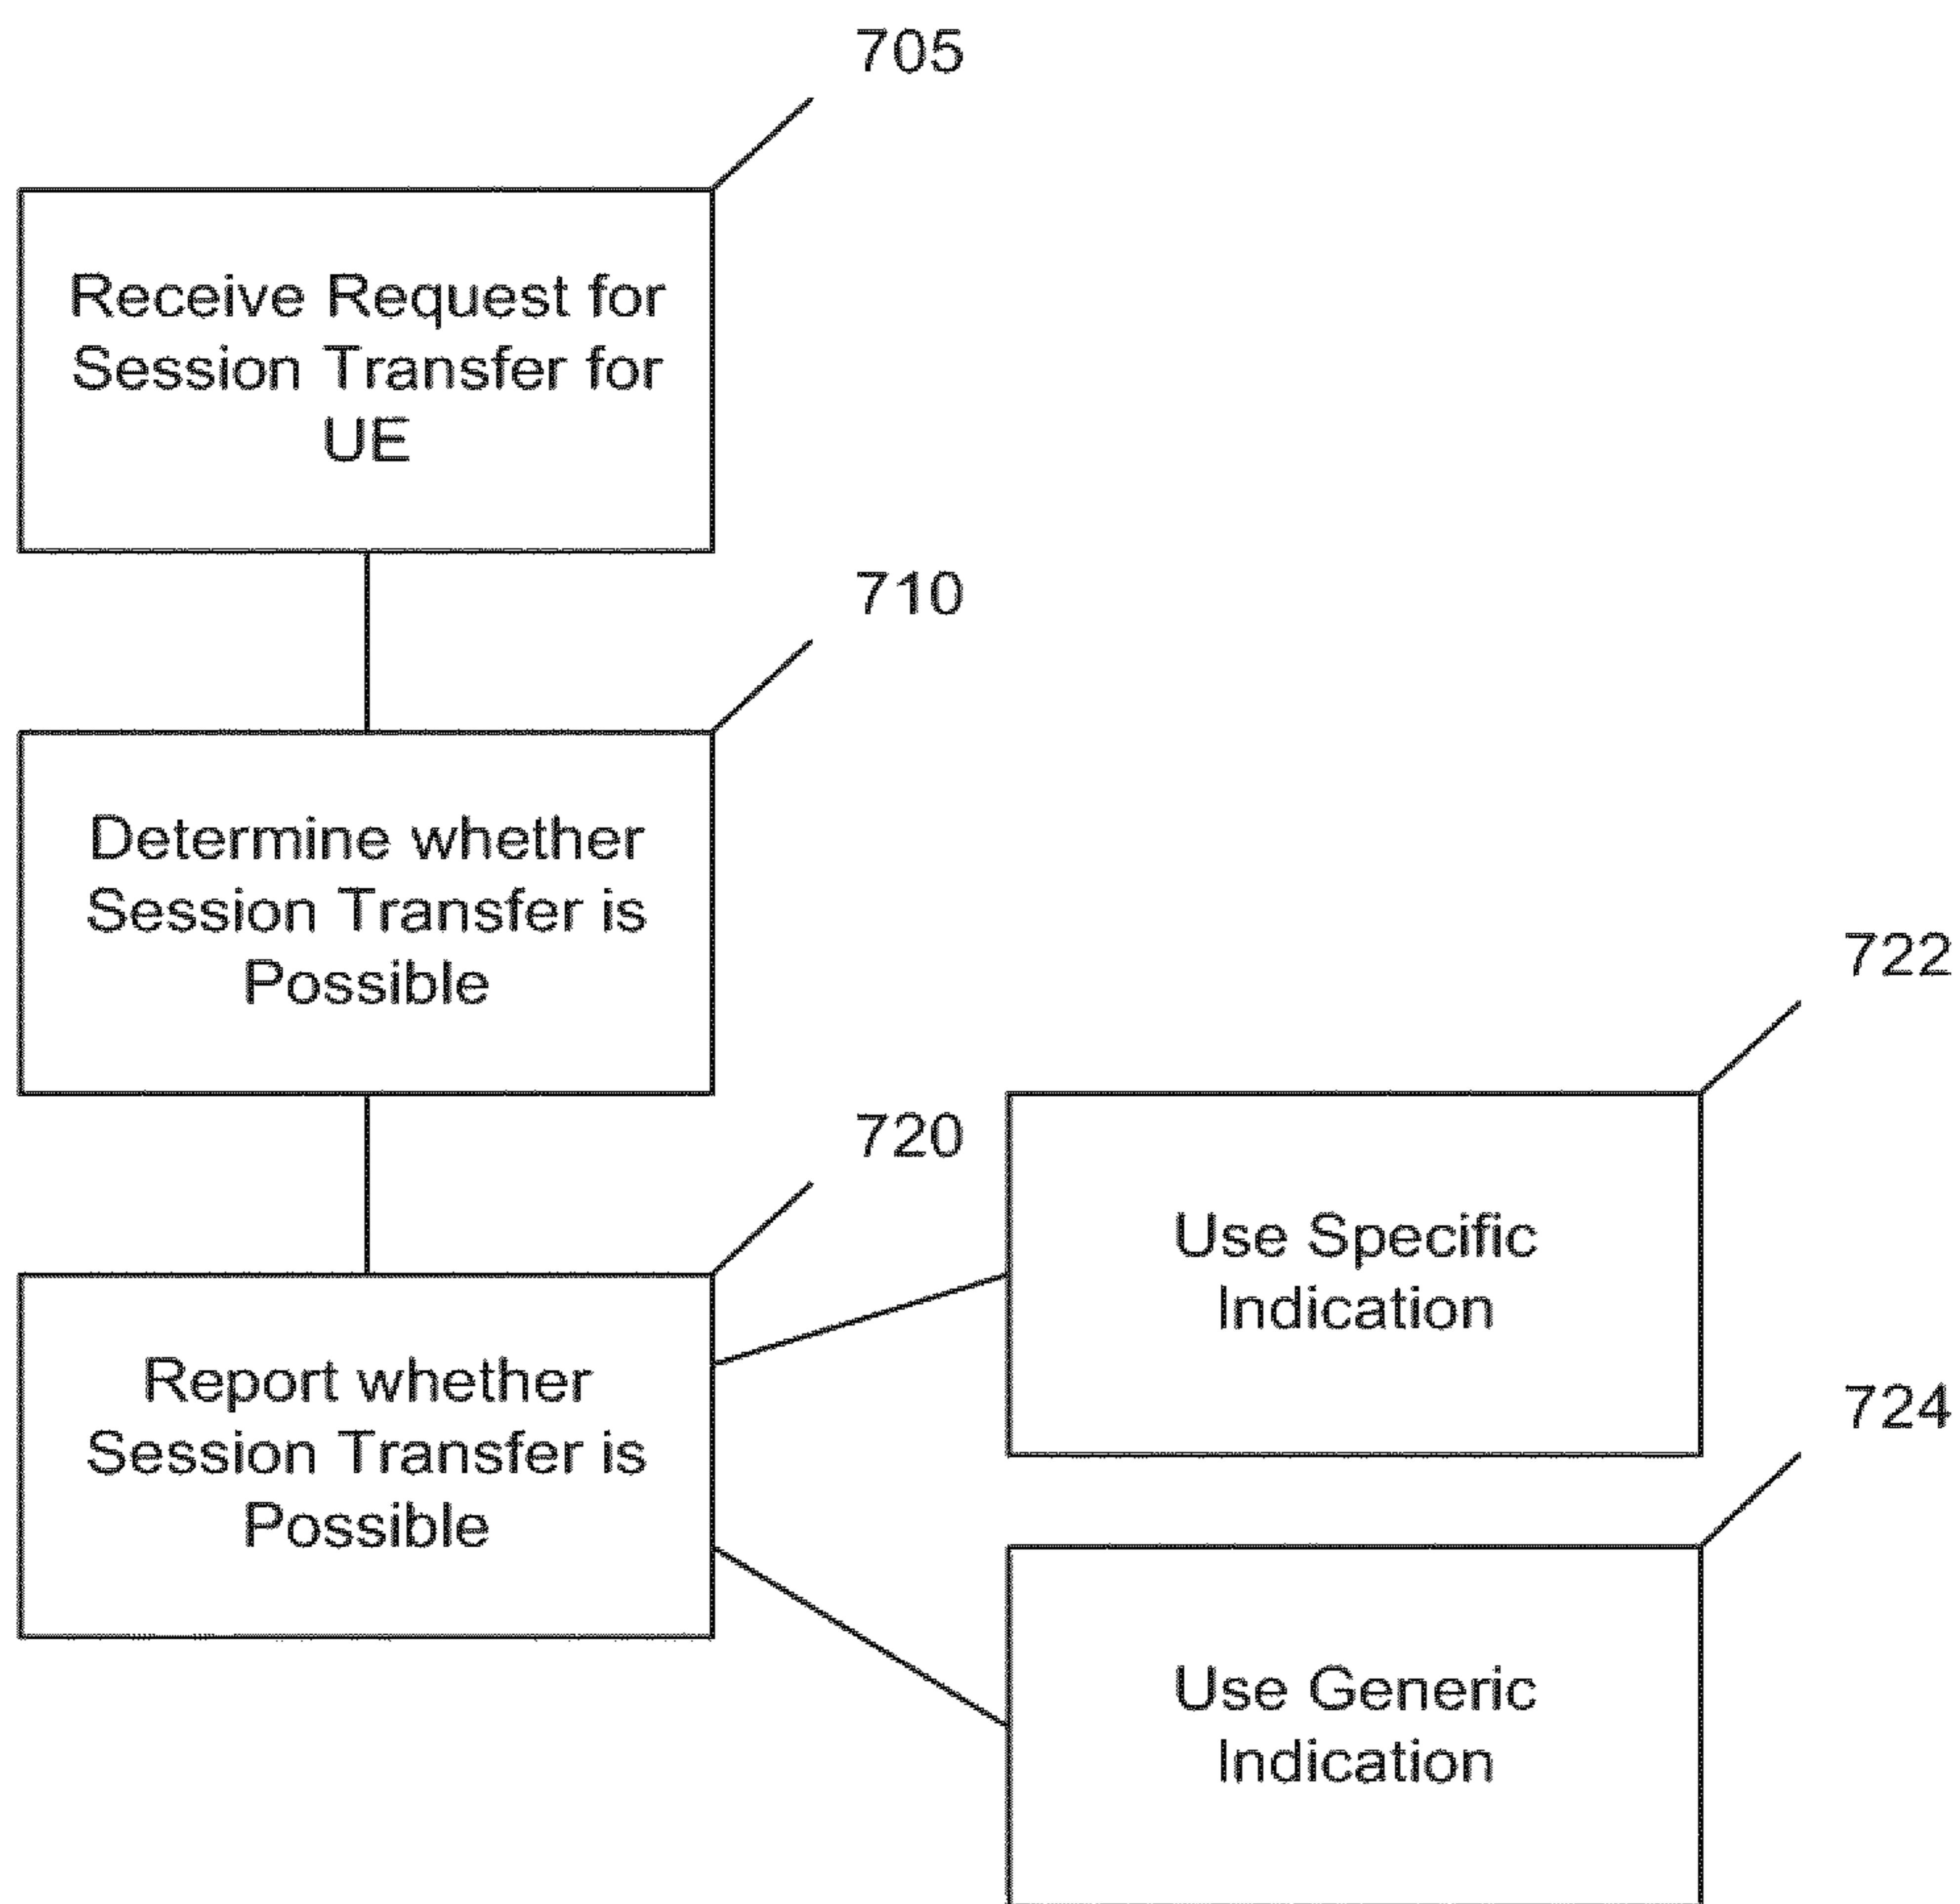 705
Receive Request for
Session Transfer for
UE
710
Determine whether
Session Transfer is
Possible
720
Report whether
Session Transfer is
Possible
722
Use Specific
Indication
724
Use Generic
Indication